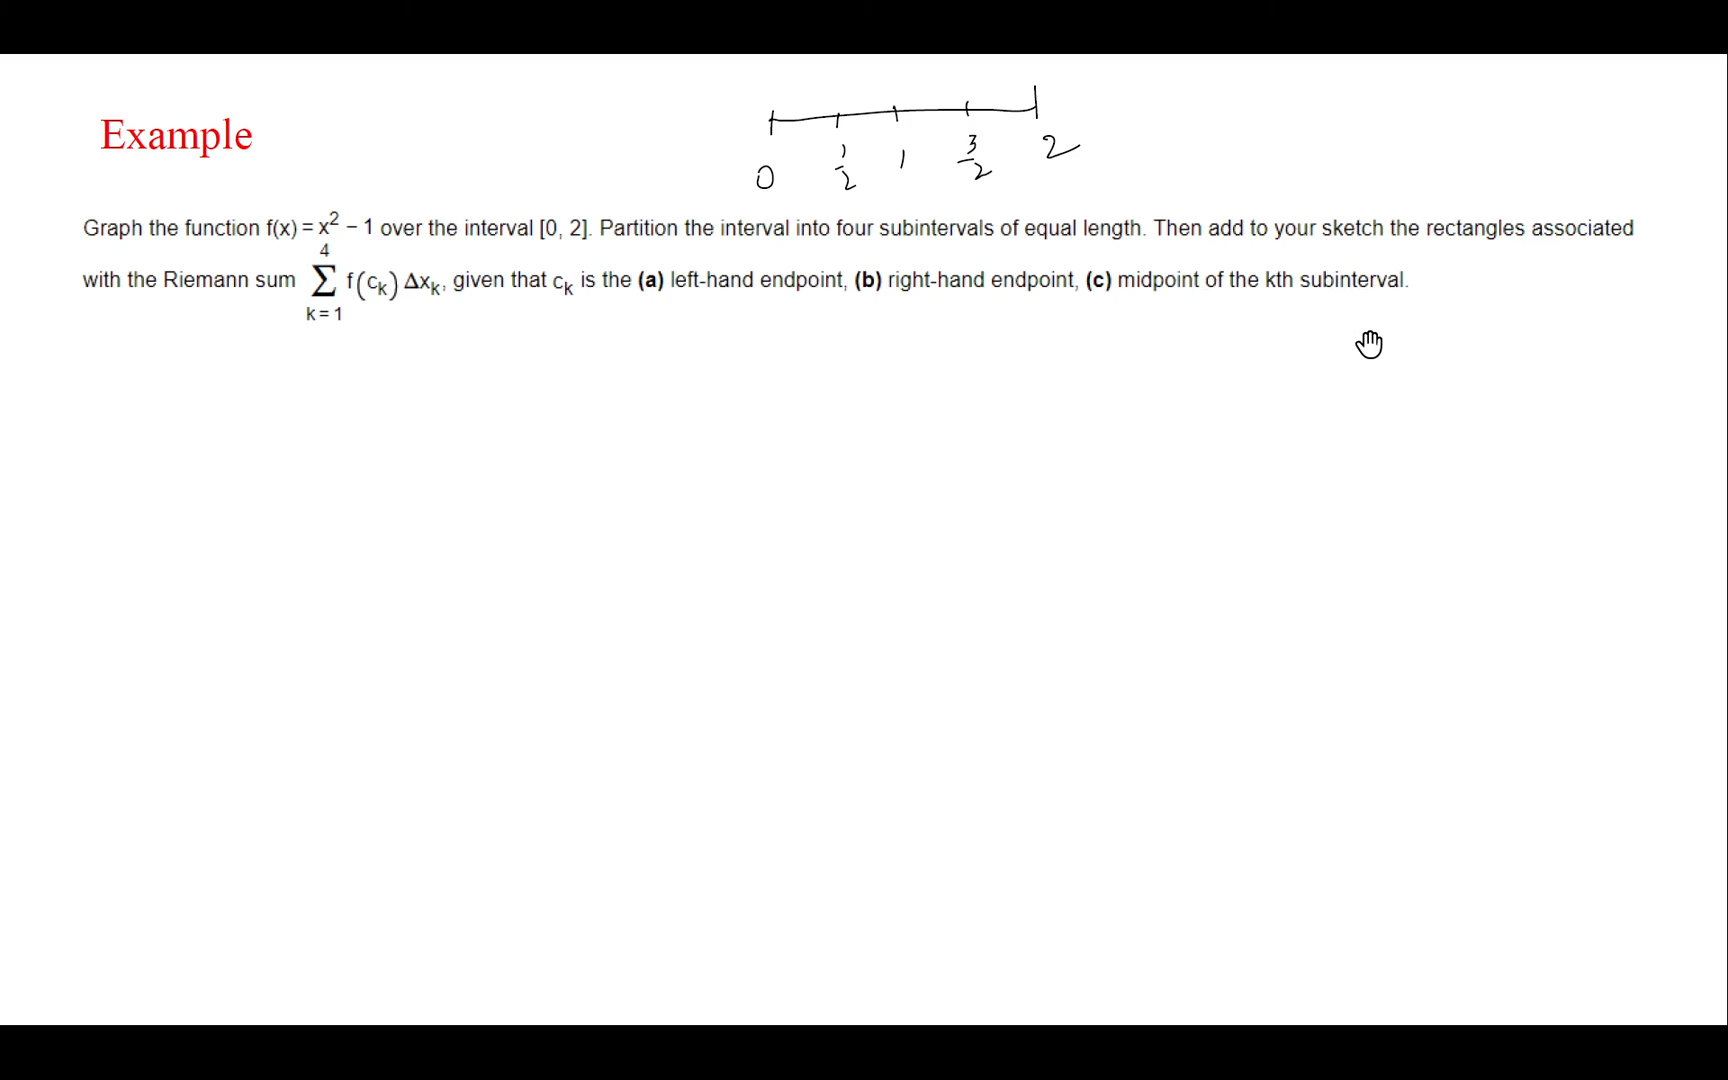 Example
0 1/2 1 3/2 2
Graph the function f(x) = x² − 1 over the interval [0, 2]. Partition the interval into four subintervals of equal length. Then add to your sketch the rectangles associated
4
with the Riemann sum Σ f(cₖ) Δxₖ, given that cₖ is the (a) left-hand endpoint, (b) right-hand endpoint, (c) midpoint of the kth subinterval.
k = 1